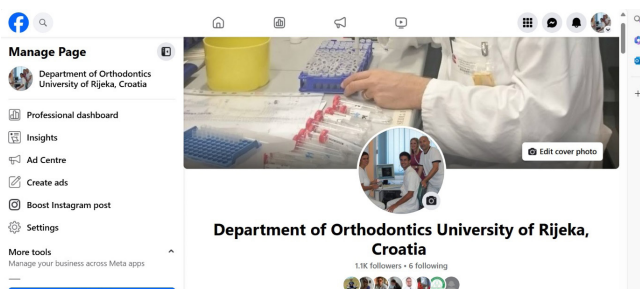 Manage Page
Department of Orthodontics
University of Rijeka, Croatia
Professional dashboard
Insights
Ad Centre
Create ads
Boost Instagram post
Settings
More tools
Manage your business across Meta apps
Edit cover photo
Department of Orthodontics University of Rijeka,
Croatia
1.1K followers • 6 following